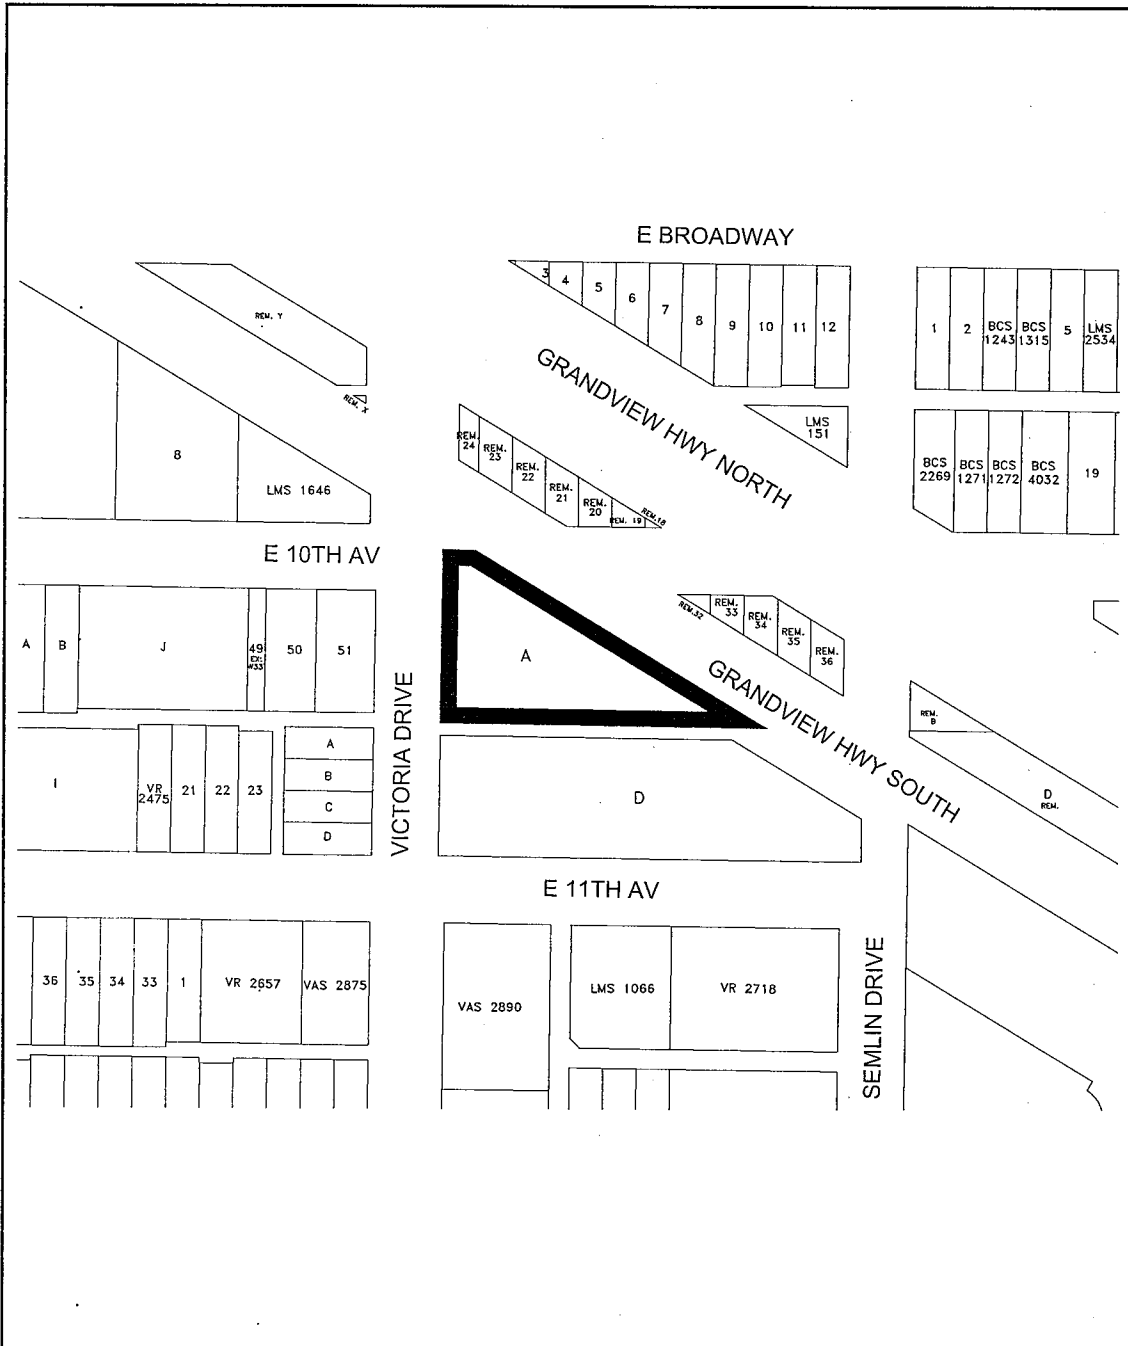 E BROADWAY
3 4 5 6 7 8 9 10 11 12
1 2 BCS 1243 BCS 1315 5 LMS 2534
REM. Y
REM. X
GRANDVIEW HWY NORTH
LMS 151
8
LMS 1646
REM. 24
REM. 23
REM. 22
REM. 21
REM. 20
REM. 19
REM. 18
BCS 2269
BCS 1271
BCS 1272
BCS 4032
19
E 10TH AV
A B J 49 50 51
A
REM. 32
REM. 33
REM. 34
REM. 35
REM. 36
GRANDVIEW HWY SOUTH
REM. B
D REM.
VICTORIA DRIVE
I
VR 2475
21 22 23
A
B
C
D
D
E 11TH AV
36 35 34 33 1 VR 2657 VAS 2875
VAS 2890
LMS 1066
VR 2718
SEMLIN DRIVE